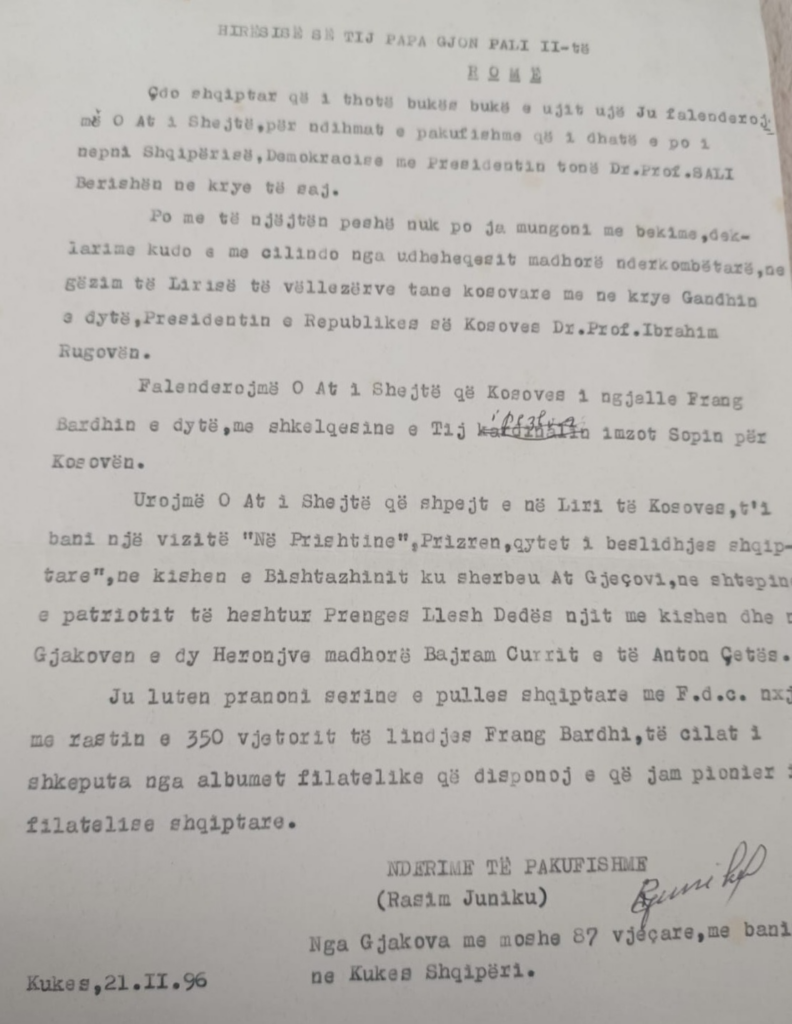 HIRËSISË SË TIJ PAPA GJON PALI II-të
R O M Ë
Çdo shqiptar që i thotë bukës bukë e ujit ujë Ju falenderoj_
më O At i Shejtë,për ndihmat e pakufishme që i dhatë e po i
nepni Shqipërisë,Demokracise me Presidentin tonë Dr.Prof.SALI
Berishën ne krye të saj.
Po me të njëjtën peshë nuk po ja mungoni me bekime,dek-
larime kudo e me cilindo nga udheheqesit madhorë nderkombëtarë,ne
gëzim të Lirisë të vëllezërve tane kosovare me ne krye Gandhin
e dytë,Presidentin e Republikes së Kosoves Dr.Prof.Ibrahim
Rugovën.
Falenderojmë O At i Shejtë që Kosoves i ngjalle Frang
Bardhin e dytë,me shkelqesine e Tij kardinalin imzot Sopin për
Kosovën.
Urojmë O At i Shejtë që shpejt e në Liri të Kosoves,t'i
bani një vizitë "Në Prishtine",Prizren,qytet i beslidhjes shqip-
tare",ne kishen e Bishtazhinit ku sherbeu At Gjeçovi,ne shtepin
e patriotit të heshtur Prenges Llesh Dedës njit me kishen dhe
Gjakoven e dy Heronjve madhorë Bajram Currit e të Anton Çetës.
Ju luten pranoni serine e pulles shqiptare me F.d.c. nxj
me rastin e 350 vjetorit të lindjes Frang Bardhi,të cilat i
shkeputa nga albumet filatelike që disponoj e që jam pionier i
filatelise shqiptare.
NDERIME TË PAKUFISHME
(Rasim Juniku)
Nga Gjakova me moshe 87 vjeçare,me bani
Kukes,21.II.96 ne Kukes Shqipëri.